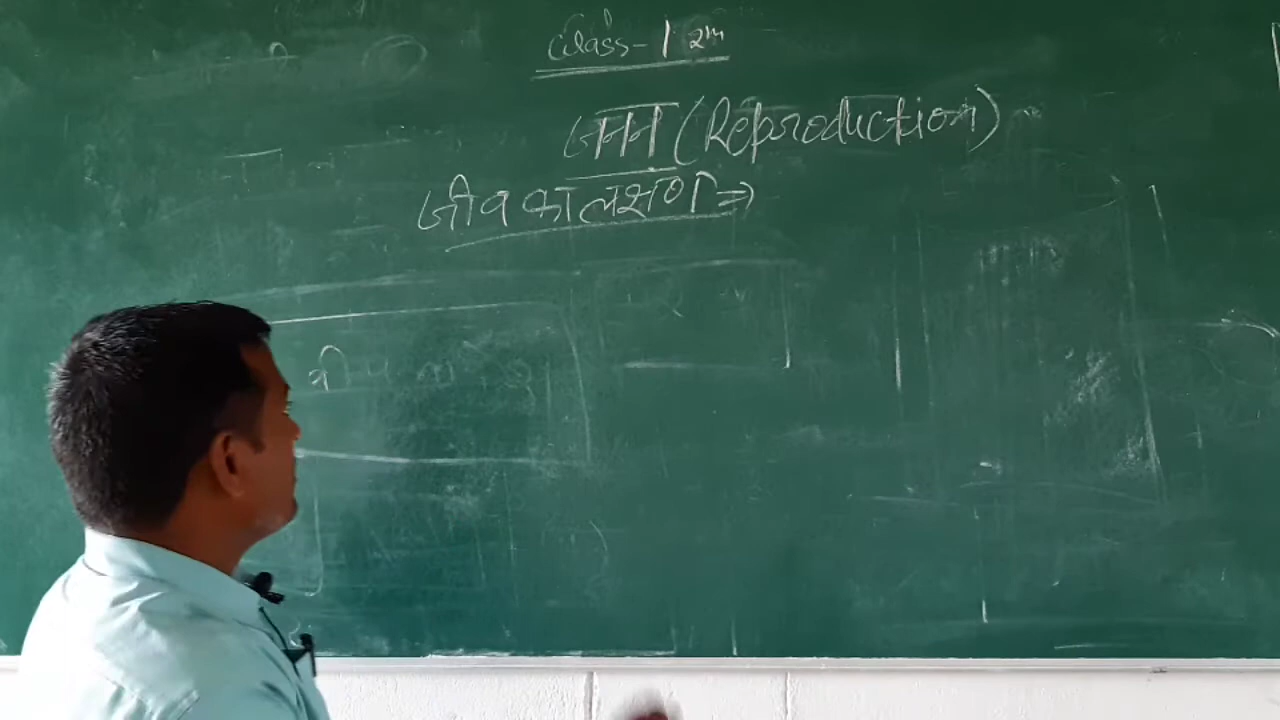 Class-12th
जनन (Reproduction)
जीव का लक्षण ⇒